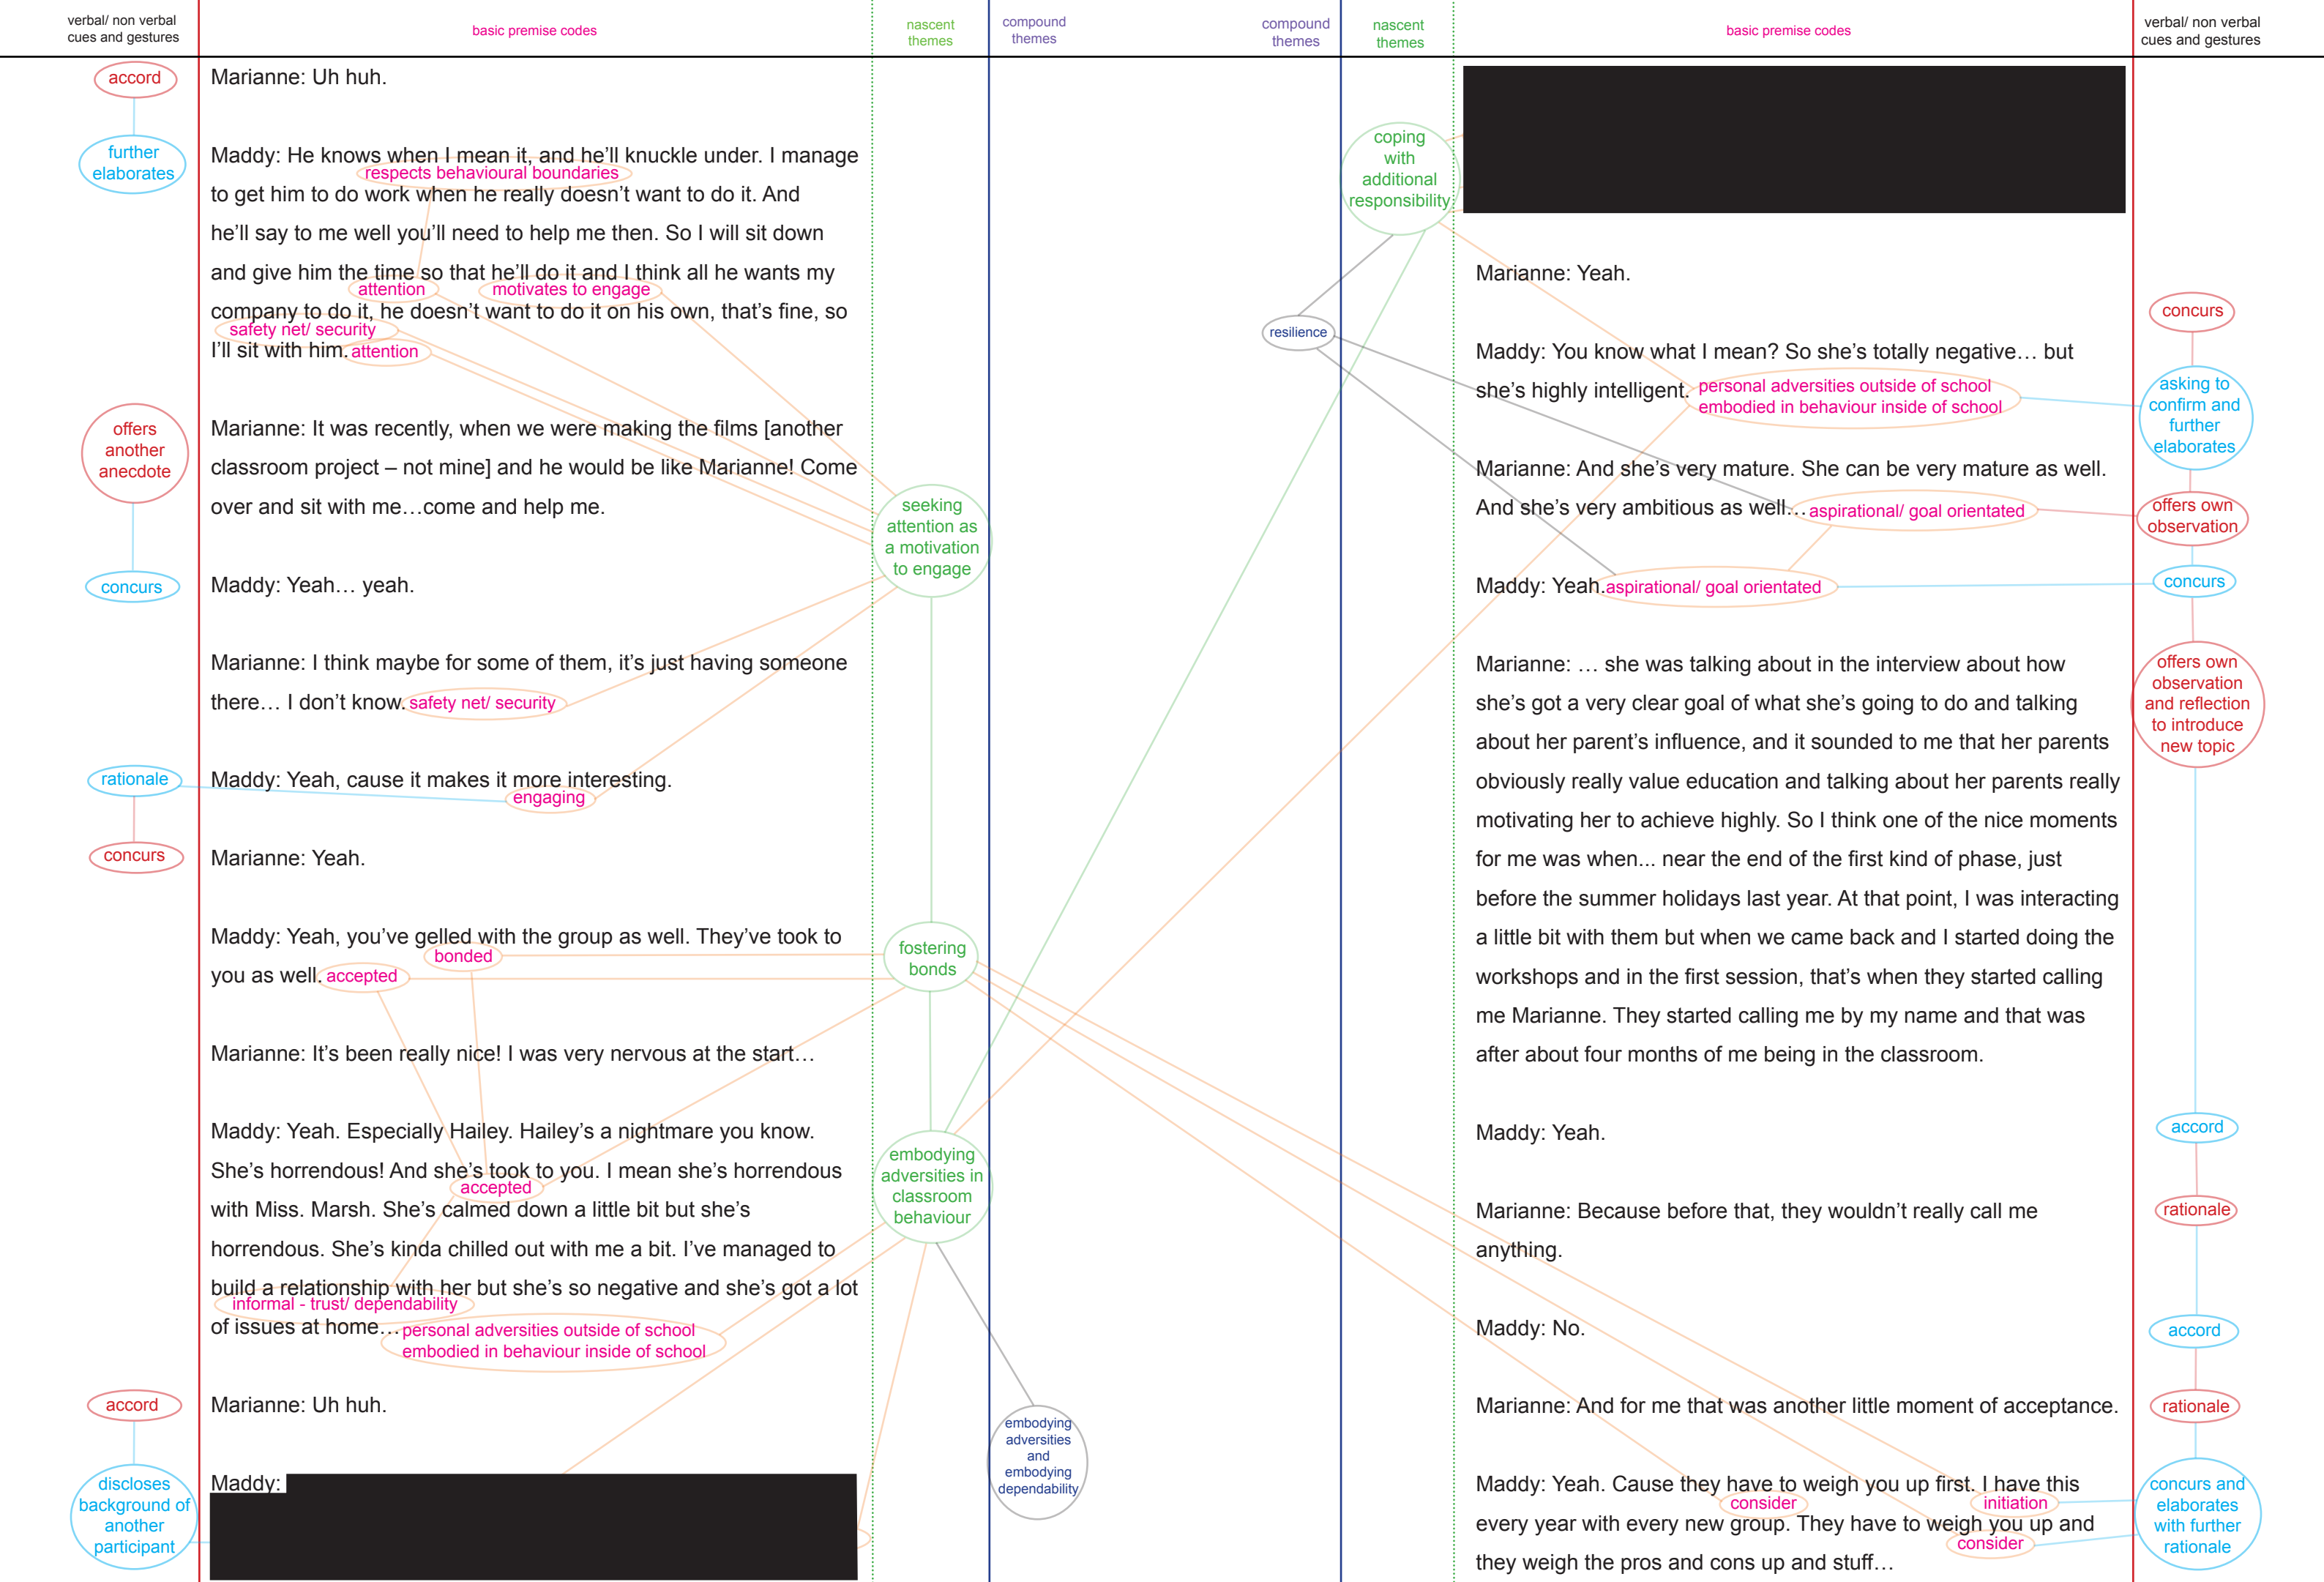 verbal/ non verbal
cues and gestures
basic premise codes
nascent
themes
compound
themes
accord
Marianne: Uh huh.
further
elaborates
Maddy: He knows when I mean it, and he’ll knuckle under. I manage
respects behavioural boundaries
to get him to do work when he really doesn’t want to do it. And
he’ll say to me well you’ll need to help me then. So I will sit down
and give him the time so that he’ll do it and I think all he wants my
attention
motivates to engage
company to do it, he doesn’t want to do it on his own, that’s fine, so
safety net/ security
I’ll sit with him.
attention
offers
another
anecdote
Marianne: It was recently, when we were making the films [another
classroom project – not mine] and he would be like Marianne! Come
over and sit with me…come and help me.
seeking
attention as
a motivation
to engage
concurs
Maddy: Yeah… yeah.
Marianne: I think maybe for some of them, it’s just having someone
there… I don’t know.
safety net/ security
rationale
Maddy: Yeah, cause it makes it more interesting.
engaging
concurs
Marianne: Yeah.
Maddy: Yeah, you’ve gelled with the group as well. They’ve took to
bonded
you as well.
accepted
fostering
bonds
Marianne: It’s been really nice! I was very nervous at the start…
Maddy: Yeah. Especially Hailey. Hailey’s a nightmare you know.
She’s horrendous! And she’s took to you. I mean she’s horrendous
accepted
with Miss. Marsh. She’s calmed down a little bit but she’s
horrendous. She’s kinda chilled out with me a bit. I’ve managed to
build a relationship with her but she’s so negative and she’s got a lot
informal - trust/ dependability
of issues at home…
personal adversities outside of school
embodied in behaviour inside of school
embodying
adversities in
classroom
behaviour
accord
Marianne: Uh huh.
embodying
adversities
and
embodying
dependability
discloses
background of
another
participant
Maddy:
compound
themes
nascent
themes
basic premise codes
verbal/ non verbal
cues and gestures
coping
with
additional
responsibility
Marianne: Yeah.
concurs
resilience
Maddy: You know what I mean? So she’s totally negative… but
she’s highly intelligent.
personal adversities outside of school
embodied in behaviour inside of school
asking to
confirm and
further
elaborates
Marianne: And she’s very mature. She can be very mature as well.
And she’s very ambitious as well…
aspirational/ goal orientated
offers own
observation
Maddy: Yeah.
aspirational/ goal orientated
concurs
Marianne: … she was talking about in the interview about how
she’s got a very clear goal of what she’s going to do and talking
about her parent’s influence, and it sounded to me that her parents
obviously really value education and talking about her parents really
motivating her to achieve highly. So I think one of the nice moments
for me was when... near the end of the first kind of phase, just
before the summer holidays last year. At that point, I was interacting
a little bit with them but when we came back and I started doing the
workshops and in the first session, that’s when they started calling
me Marianne. They started calling me by my name and that was
after about four months of me being in the classroom.
offers own
observation
and reflection
to introduce
new topic
Maddy: Yeah.
accord
Marianne: Because before that, they wouldn’t really call me
anything.
rationale
Maddy: No.
accord
Marianne: And for me that was another little moment of acceptance.
rationale
Maddy: Yeah. Cause they have to weigh you up first. I have this
consider
initiation
every year with every new group. They have to weigh you up and
consider
they weigh the pros and cons up and stuff…
concurs and
elaborates
with further
rationale